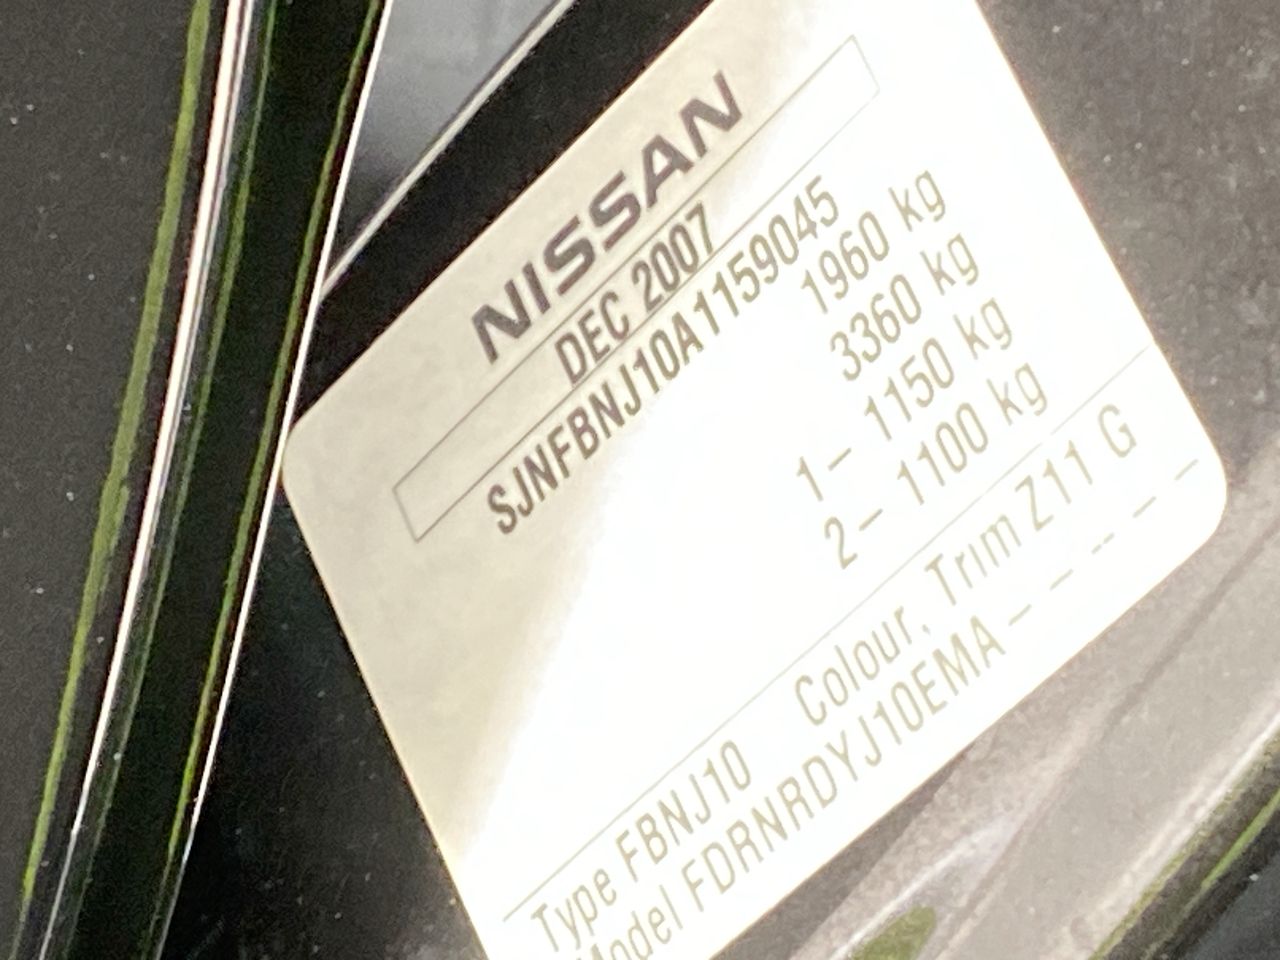 NISSAN
DEC 2007
SJNFBNJ10A1159045
1960 kg
3360 kg
1– 1150 kg
2– 1100 kg
Type FBNJ10 Colour, Trim Z11 G
Model FDRNRDYJ10EMA – – -- – –